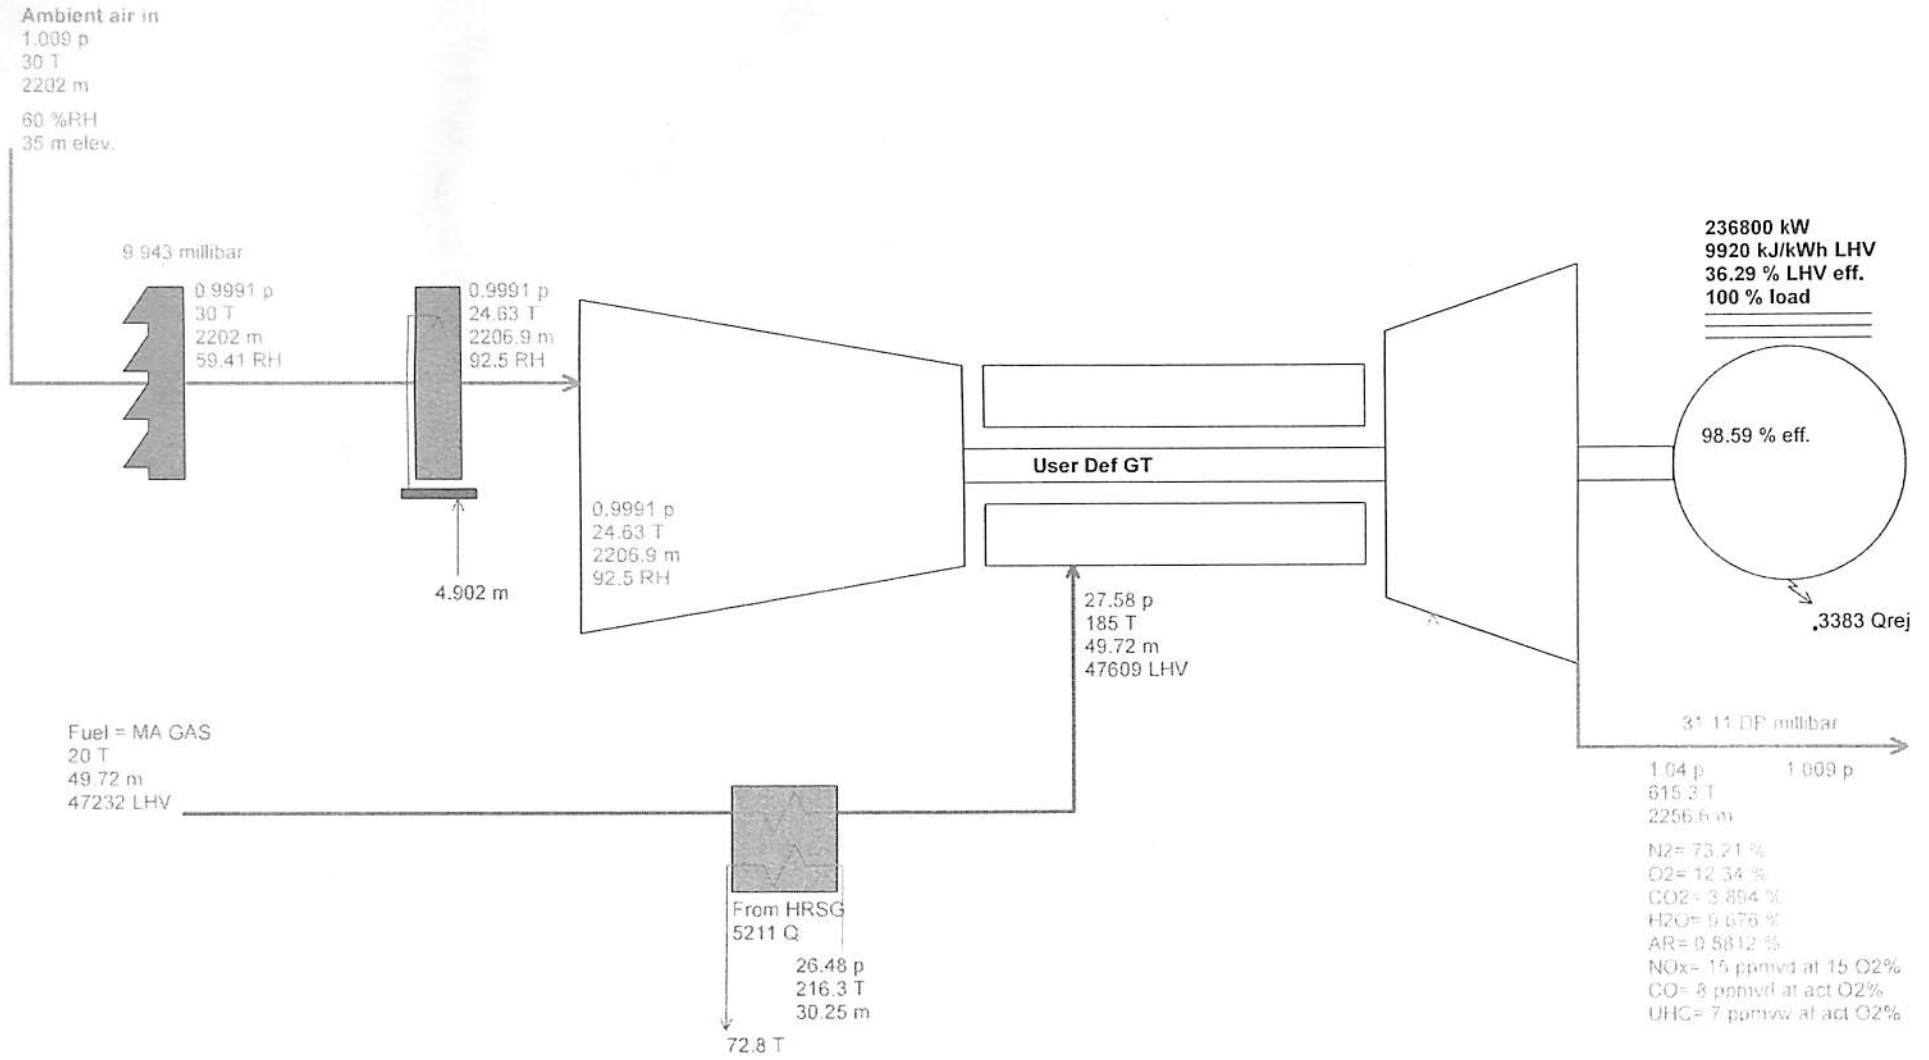 Ambient air in
1.009 p
30 T
2202 m
60 %RH
35 m elev.
9.943 millibar
0.9991 p
30 T
2202 m
59.41 RH
0.9991 p
24.63 T
2206.9 m
92.5 RH
4.902 m
0.9991 p
24.63 T
2206.9 m
92.5 RH
User Def GT
27.58 p
185 T
49.72 m
47609 LHV
236800 kW
9920 kJ/kWh LHV
36.29 % LHV eff.
100 % load
98.59 % eff.
3383 Qrej
Fuel = MA GAS
20 T
49.72 m
47232 LHV
From HRSG
5211 Q
26.48 p
216.3 T
30.25 m
72.8 T
31.11 DP millibar
1.04 p
1.009 p
615.3 T
2256.6 m
N2= 73.21 %
O2= 12.34 %
CO2= 3.894 %
H2O= 9.676 %
AR= 0.8812 %
NOx= 15 ppmvd at 15 O2%
CO= 8 ppmvd at act O2%
UHC= 7 ppmvw at act O2%